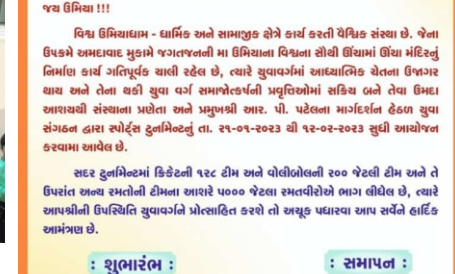 જય ઉમિયા !!!
વિશ્વ ઉમિયાધામ - ધાર્મિક અને સામાજીક ક્ષેત્રે કાર્ય કરતી વૈશ્વિક સંસ્થા છે. જેના
ઉપક્રમે અમદાવાદ મુકામે જગતજનની મા ઉમિયાના વિશ્વના સૌથી ઊંચામાં ઊંચા મંદિરનું
નિર્માણ કાર્ય ગતિપૂર્વક ચાલી રહેલ છે, ત્યારે યુવાવર્ગમાં આધ્યાત્મિક ચેતના ઉજાગર
થાય અને તેના થકી યુવા વર્ગ સમાજોત્કર્ષની પ્રવૃત્તિઓમાં સક્રિય બને તેવા ઉમદા
આશયથી સંસ્થાના પ્રણેતા અને પ્રમુખશ્રી આર. પી. પટેલના માર્ગદર્શન હેઠળ યુવા
સંગઠન દ્વારા સ્પોર્ટ્સ ટુર્નામેન્ટનું તા. ૨૧-૦૧-૨૦૨૩ થી ૧૨-૦૨-૨૦૨૩ સુધી આયોજન
કરવામા આવેલ છે.
સદર ટુર્નામેન્ટમાં ક્રિકેટની ૧૨૮ ટીમ અને વોલીબોલની ૨૦૦ જેટલી ટીમ અને તે
ઉપરાંત અન્ય રમતોની ટીમના આશરે ૫૦૦૦ જેટલા રમતવીરોએ ભાગ લીધેલ છે, ત્યારે
આપશ્રીની ઉપસ્થિતિ યુવાવર્ગને પ્રોત્સાહિત કરશે તો અચૂક પધારવા આપ સર્વેને હાર્દિક
આમંત્રણ છે.
: શુભારંભ : : સમાપન :